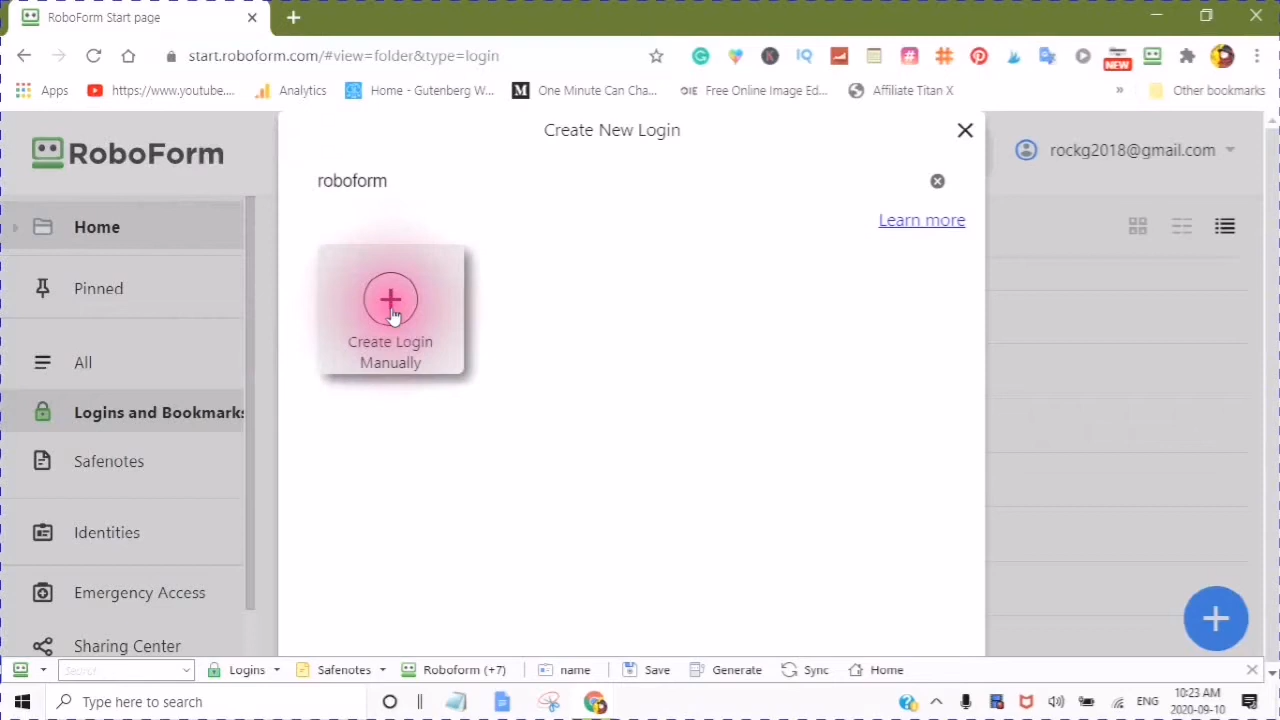 RoboForm Start page
start.roboform.com/#view=folder&type=login
NEW
Apps
https://www.youtube....
Analytics
Home - Gutenberg W...
One Minute Can Cha...
Free Online Image Ed...
Affiliate Titan X
»
Other bookmarks
RoboForm
Create New Login
rockg2018@gmail.com
roboform
Learn more
Home
Pinned
Create Login
Manually
All
Logins and Bookmarks
Safenotes
Identities
Emergency Access
Sharing Center
Search
Logins
Safenotes
Roboform (+7)
name
Save
Generate
Sync
Home
Type here to search
ENG
10:23 AM
2020-09-10